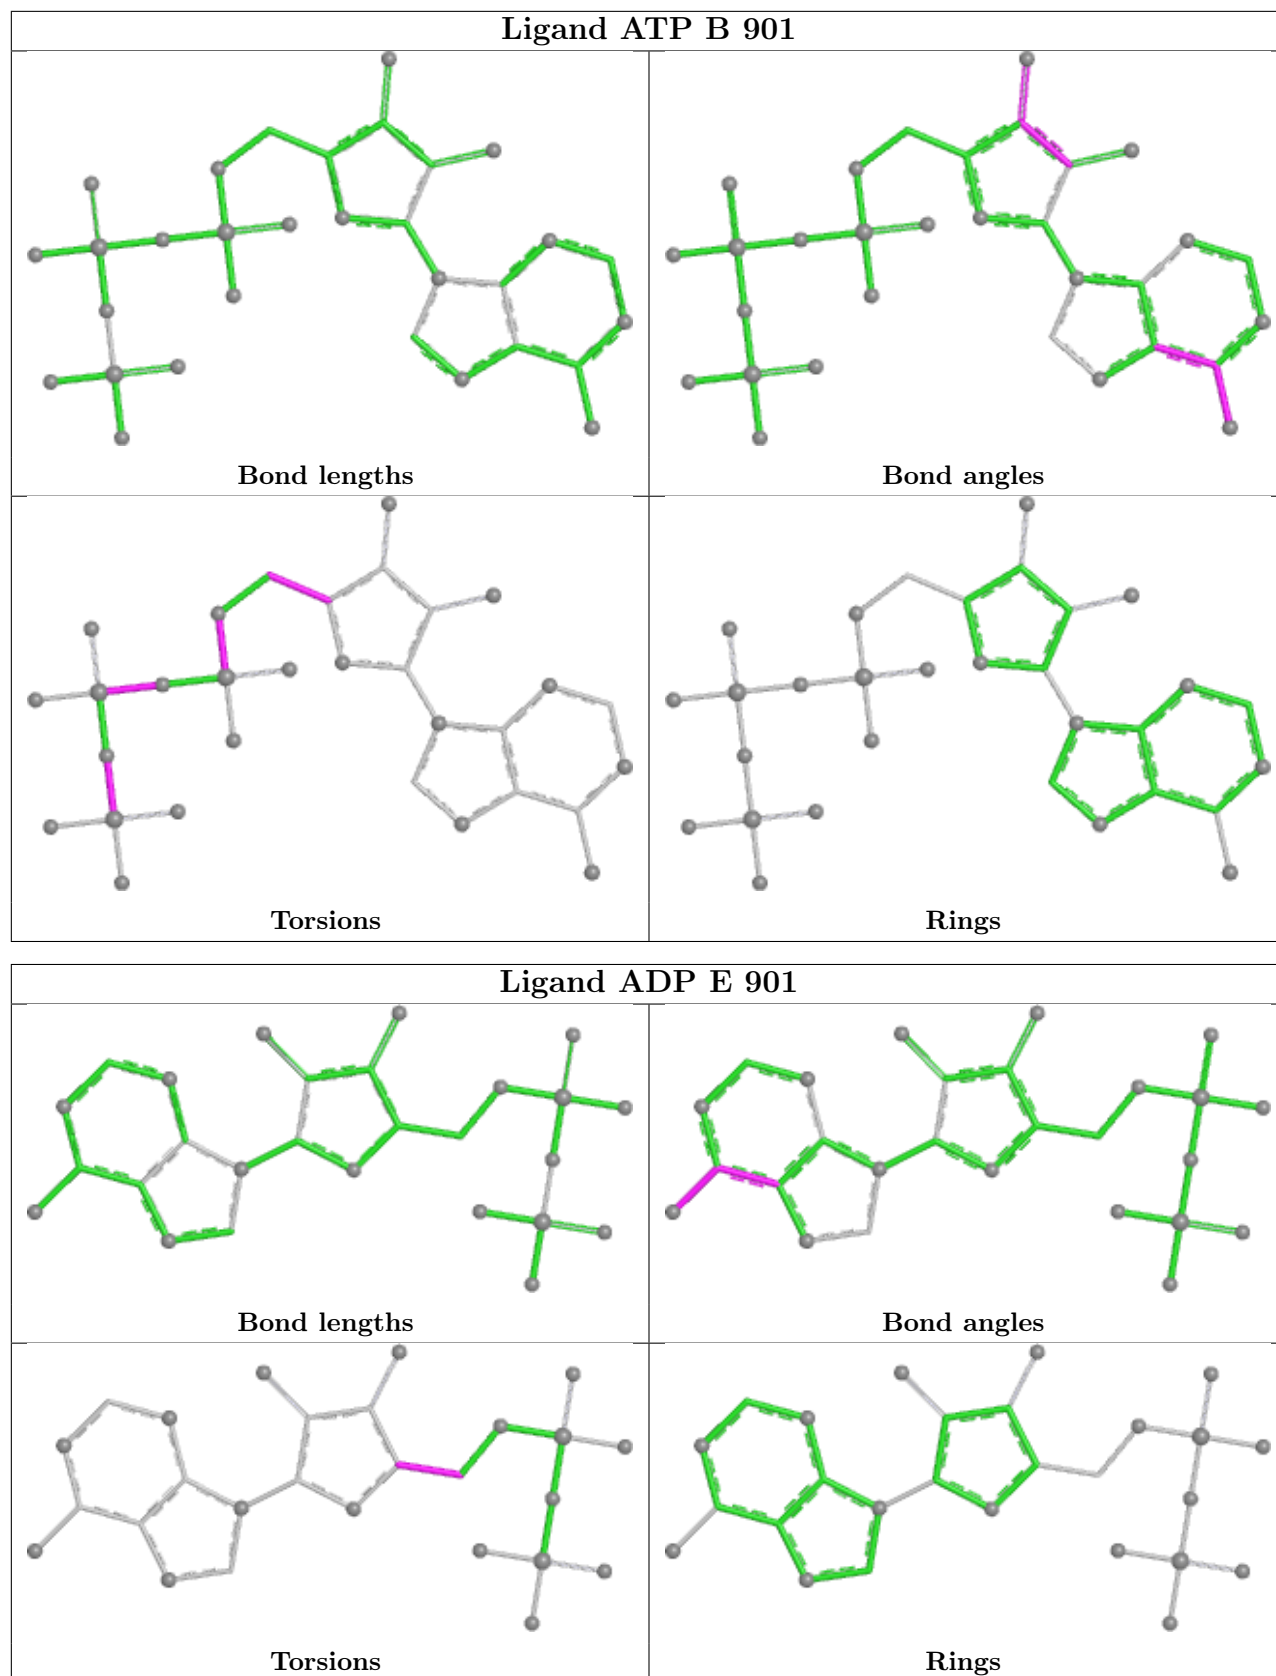 Ligand ATP B 901
Bond lengths
Bond angles
Torsions
Rings
Ligand ADP E 901
Bond lengths
Bond angles
Torsions
Rings